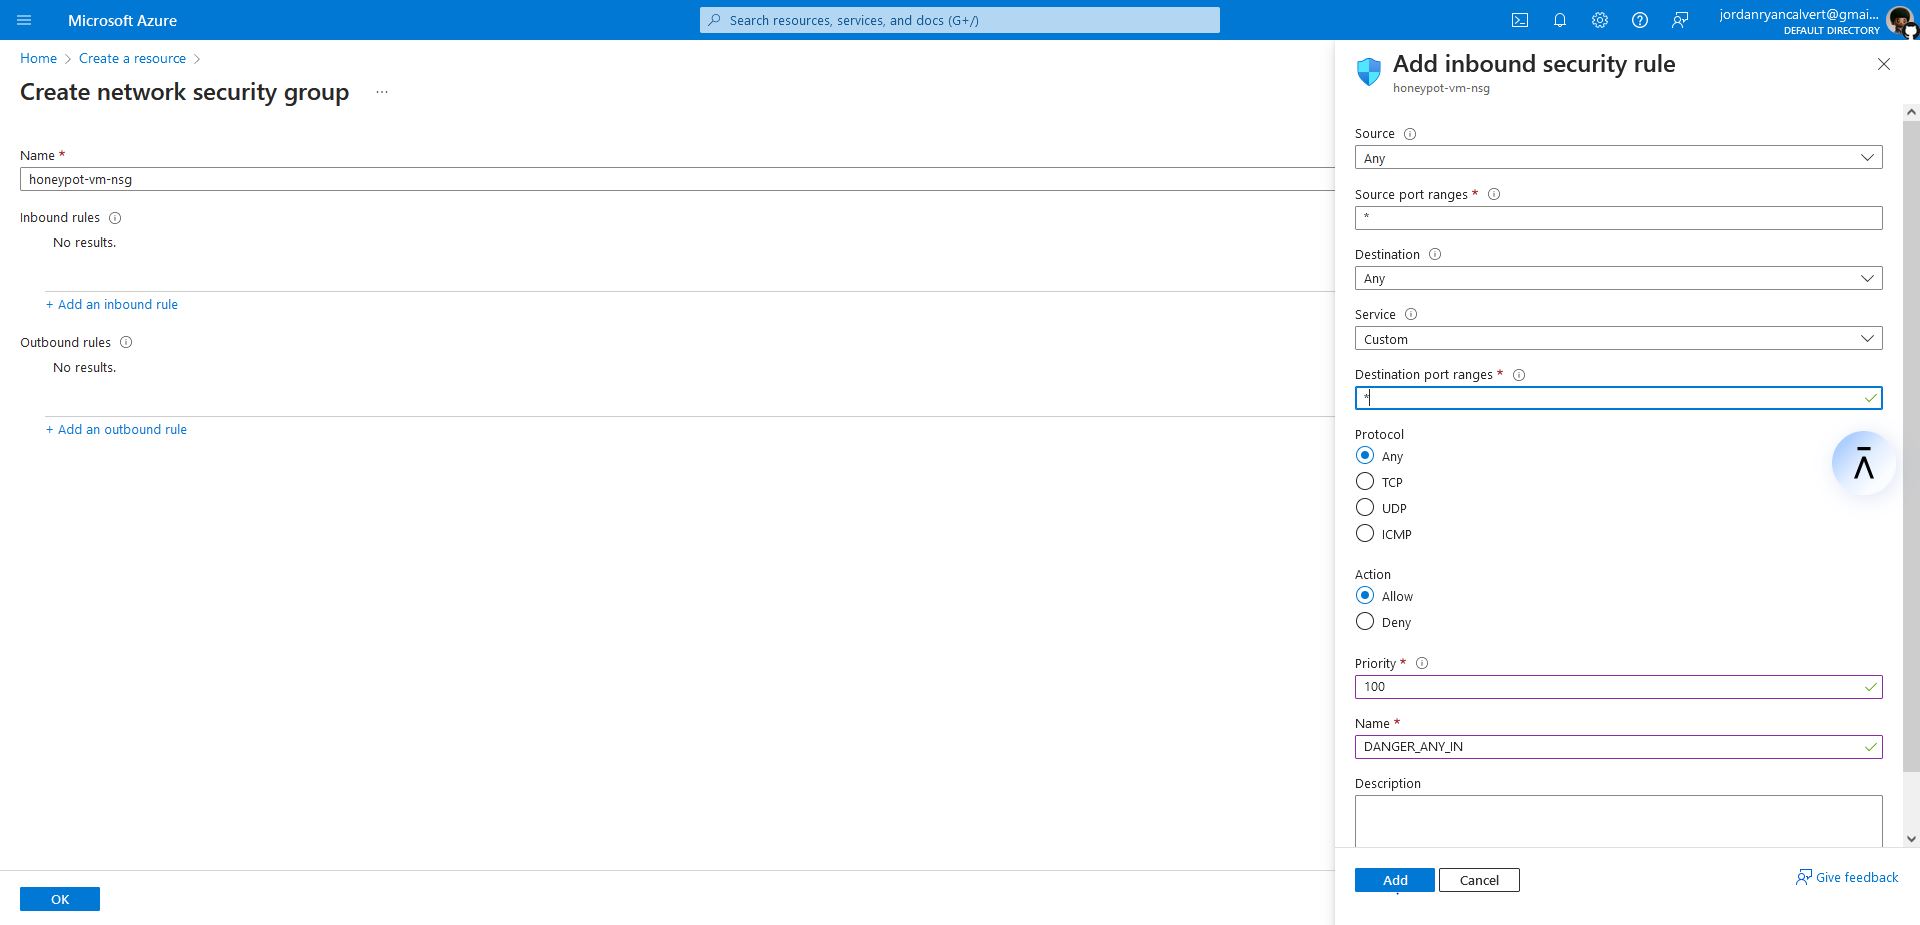 Microsoft Azure
Search resources, services, and docs (G+/)
jordanryancalvert@gmai...
DEFAULT DIRECTORY
Home > Create a resource >
Create network security group ...
Name *
honeypot-vm-nsg
Inbound rules
No results.
+ Add an inbound rule
Outbound rules
No results.
+ Add an outbound rule
OK
Add inbound security rule
honeypot-vm-nsg
Source
Any
Source port ranges *
*
Destination
Any
Service
Custom
Destination port ranges *
*
Protocol
Any
TCP
UDP
ICMP
Action
Allow
Deny
Priority *
100
Name *
DANGER_ANY_IN
Description
Add
Cancel
Give feedback